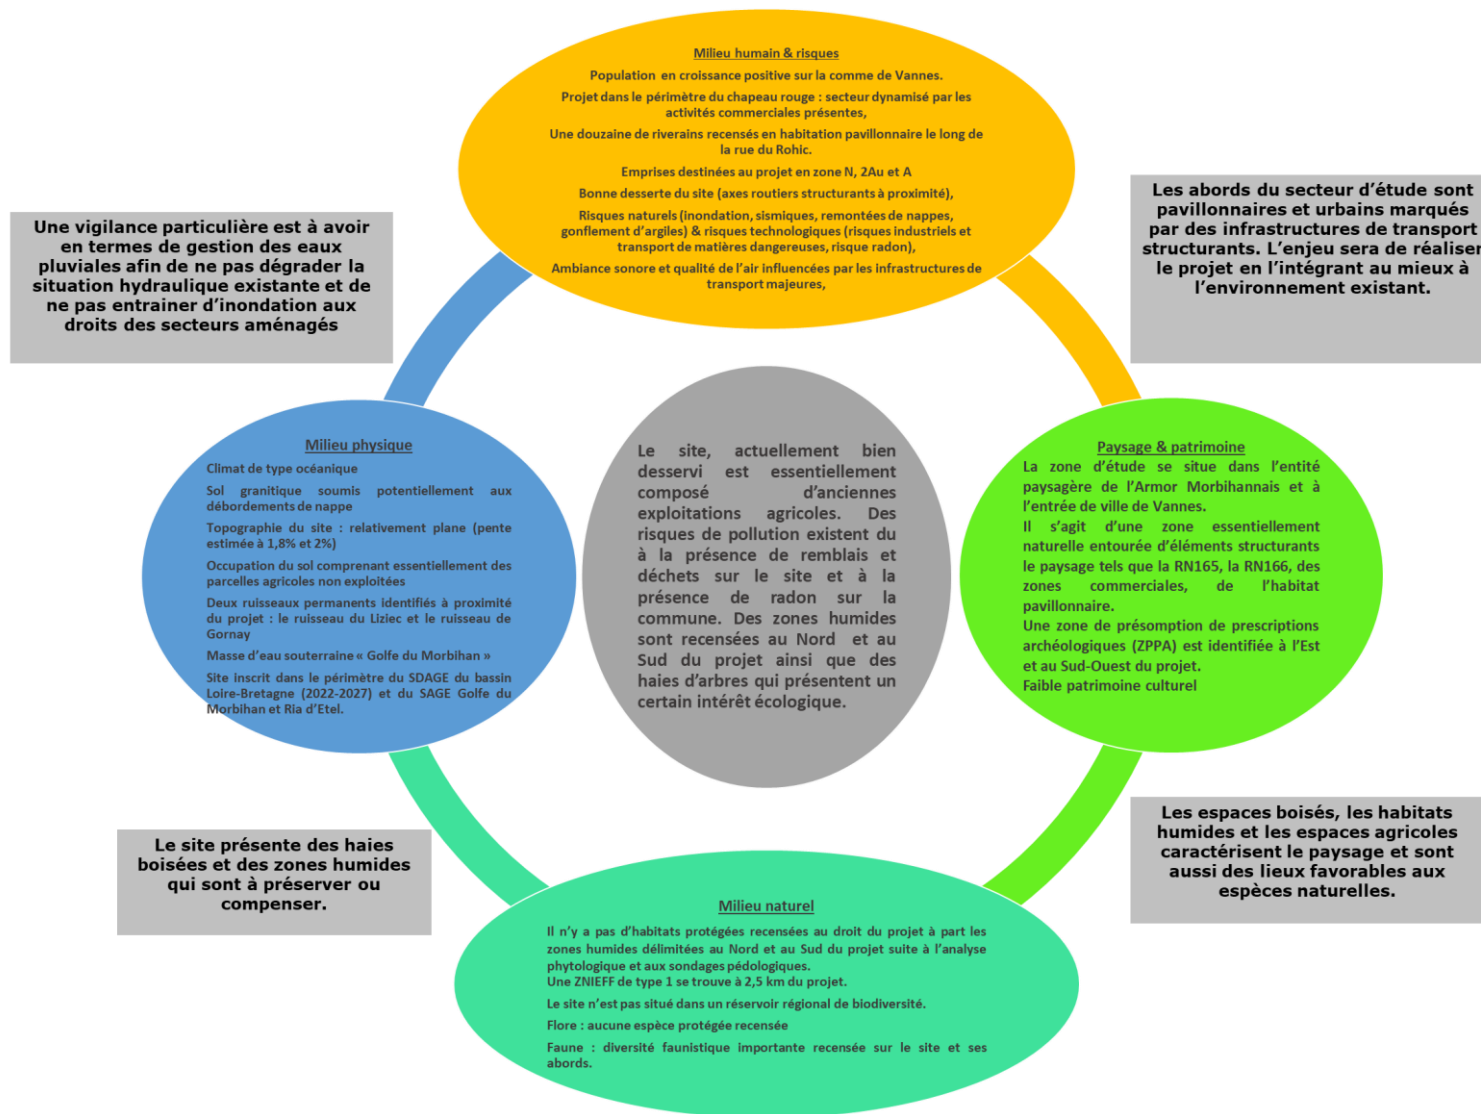 Milieu humain & risques
Population en croissance positive sur la comme de Vannes.
Projet dans le périmètre du chapeau rouge : secteur dynamisé par les
activités commerciales présentes,
Une douzaine de riverains recensés en habitation pavillonnaire le long de
la rue du Rohic.
Emprises destinées au projet en zone N, 2Au et A
Bonne desserte du site (axes routiers structurants à proximité),
Risques naturels (inondation, sismiques, remontées de nappes,
gonflement d'argiles) & risques technologiques (risques industriels et
transport de matières dangereuses, risque radon),
Ambiance sonore et qualité de l'air influencées par les infrastructures de
transport majeures,
Une vigilance particulière est à avoir
en termes de gestion des eaux
pluviales afin de ne pas dégrader la
situation hydraulique existante et de
ne pas entrainer d'inondation aux
droits des secteurs aménagés
Les abords du secteur d'étude sont
pavillonnaires et urbains marqués
par des infrastructures de transport
structurants. L'enjeu sera de réaliser
le projet en l'intégrant au mieux à
l'environnement existant.
Milieu physique
Climat de type océanique
Sol granitique soumis potentiellement aux
débordements de nappe
Topographie du site : relativement plane (pente
estimée à 1,8% et 2%)
Occupation du sol comprenant essentiellement des
parcelles agricoles non exploitées
Deux ruisseaux permanents identifiés à proximité
du projet : le ruisseau du Liziec et le ruisseau de
Gornay
Masse d'eau souterraine « Golfe du Morbihan »
Site inscrit dans le périmètre du SDAGE du bassin
Loire-Bretagne (2022-2027) et du SAGE Golfe du
Morbihan et Ria d'Etel.
Le site, actuellement bien
desservi est essentiellement
composé d'anciennes
exploitations agricoles. Des
risques de pollution existent du
à la présence de remblais et
déchets sur le site et à la
présence de radon sur la
commune. Des zones humides
sont recensées au Nord et au
Sud du projet ainsi que des
haies d'arbres qui présentent un
certain intérêt écologique.
Paysage & patrimoine
La zone d'étude se situe dans l'entité
paysagère de l'Armor Morbihannais et à
l'entrée de ville de Vannes.
Il s'agit d'une zone essentiellement
naturelle entourée d'éléments structurants
le paysage tels que la RN165, la RN166, des
zones commerciales, de l'habitat
pavillonnaire.
Une zone de présomption de prescriptions
archéologiques (ZPPA) est identifiée à l'Est
et au Sud-Ouest du projet.
Faible patrimoine culturel
Le site présente des haies
boisées et des zones humides
qui sont à préserver ou
compenser.
Les espaces boisés, les habitats
humides et les espaces agricoles
caractérisent le paysage et sont
aussi des lieux favorables aux
espèces naturelles.
Milieu naturel
Il n'y a pas d'habitats protégées recensées au droit du projet à part les
zones humides délimitées au Nord et au Sud du projet suite à l'analyse
phytologique et aux sondages pédologiques.
Une ZNIEFF de type 1 se trouve à 2,5 km du projet.
Le site n'est pas situé dans un réservoir régional de biodiversité.
Flore : aucune espèce protégée recensée
Faune : diversité faunistique importante recensée sur le site et ses
abords.